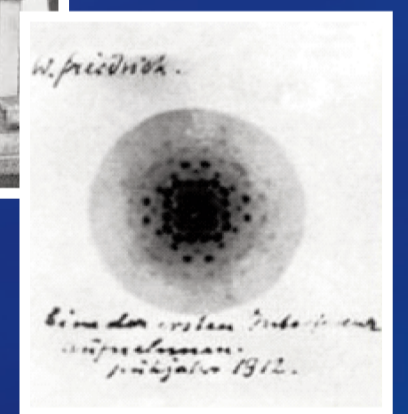 W. Friedrich.
Eine der ersten Interferenz
aufnahmen.
Frühjahr 1912.